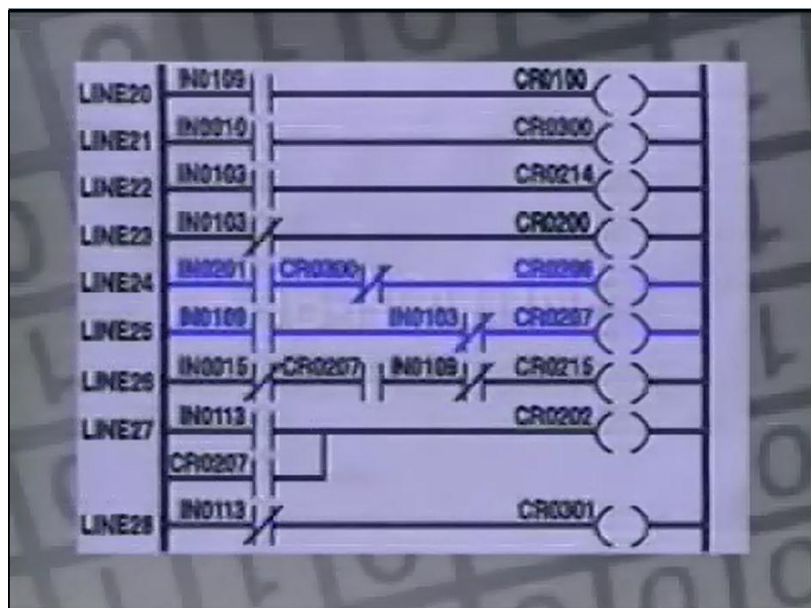 LINE20 IN0109 CR0100
LINE21 IN0010 CR0300
LINE22 IN0103 CR0214
LINE23 IN0103 CR0200
LINE24 IN0201 CR0300
LINE25 IN0109 IN0103 CR0207
LINE26 IN0015 CR0207 IN0109 CR0215
LINE27 IN0113 CR0202
CR0207
LINE28 IN0113 CR0301